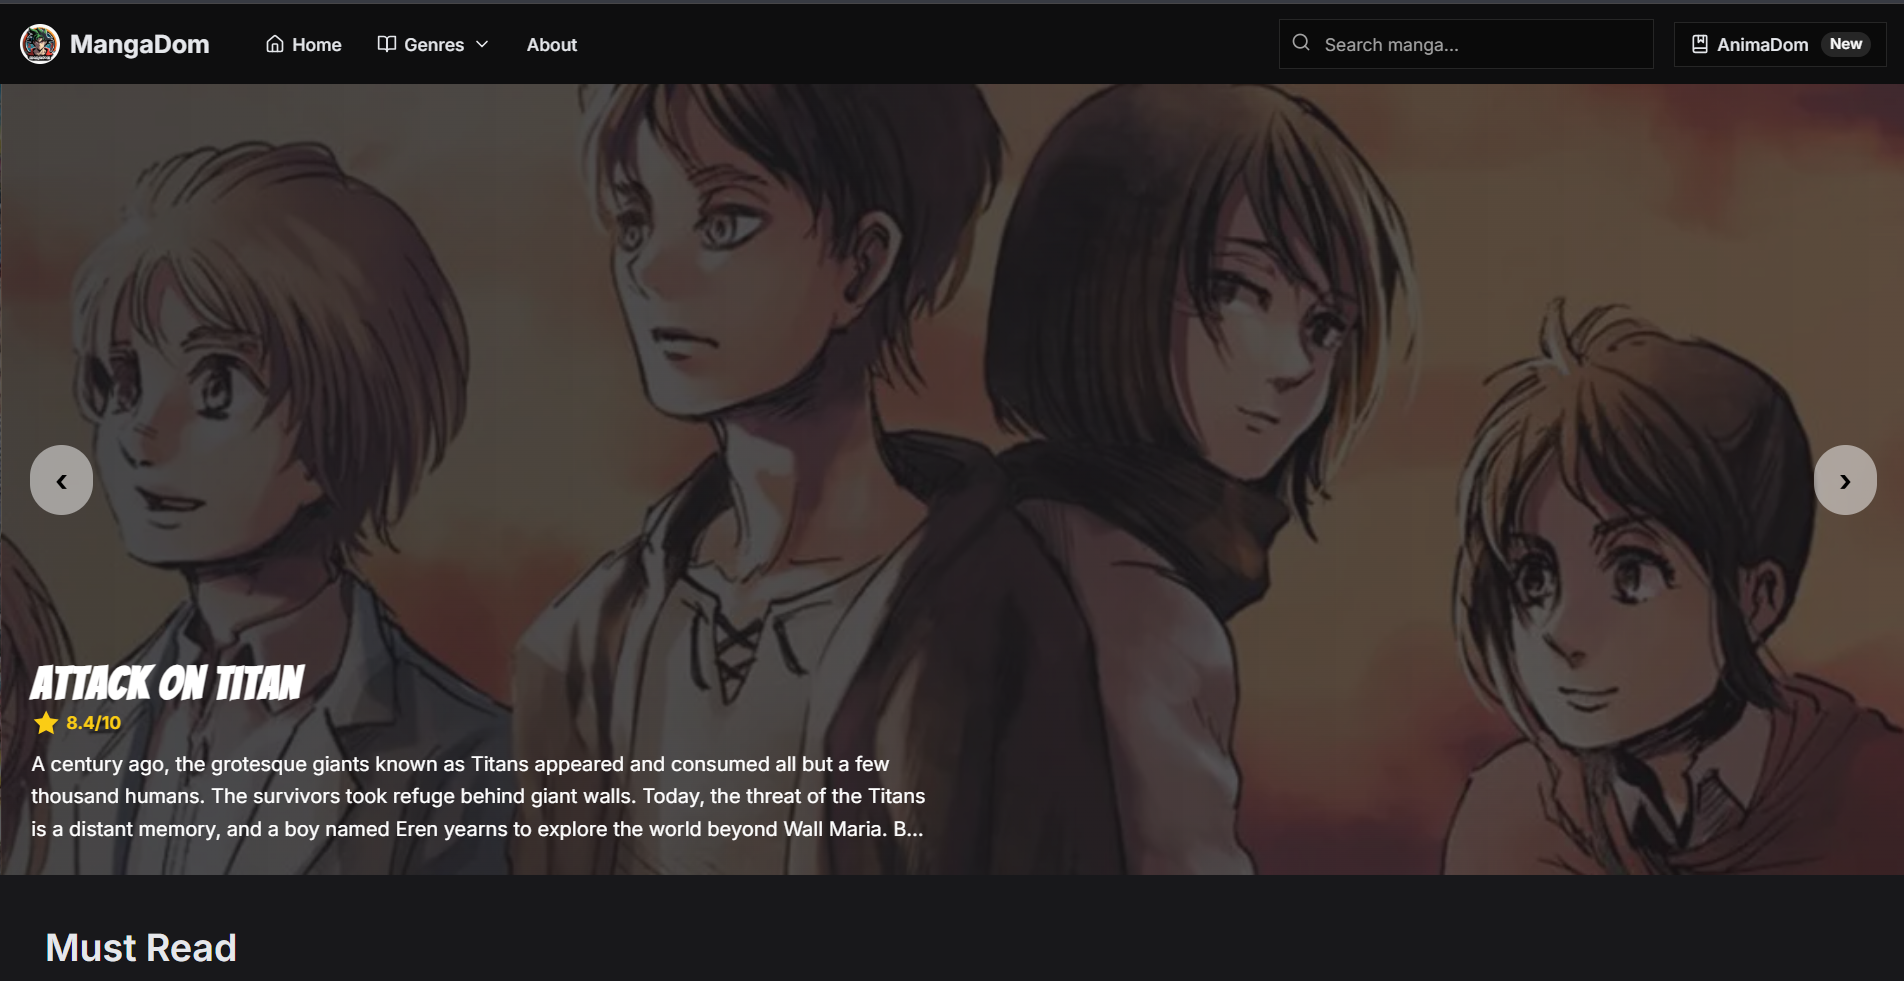 MangaDom
Home
Genres
About
Search manga...
AnimaDom
New
‹
›
ATTACK ON TITAN
8.4/10
A century ago, the grotesque giants known as Titans appeared and consumed all but a few
thousand humans. The survivors took refuge behind giant walls. Today, the threat of the Titans
is a distant memory, and a boy named Eren yearns to explore the world beyond Wall Maria. B...
Must Read